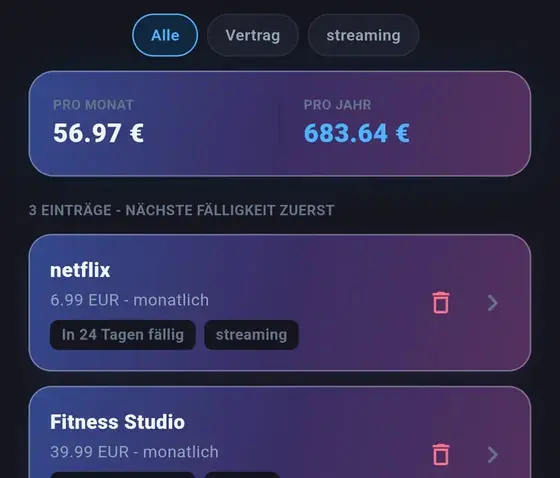 Alle Vertrag streaming
PRO MONAT PRO JAHR
56.97 € 683.64 €
3 EINTRÄGE - NÄCHSTE FÄLLIGKEIT ZUERST
netflix
6.99 EUR - monatlich
In 24 Tagen fällig streaming
Fitness Studio
39.99 EUR - monatlich